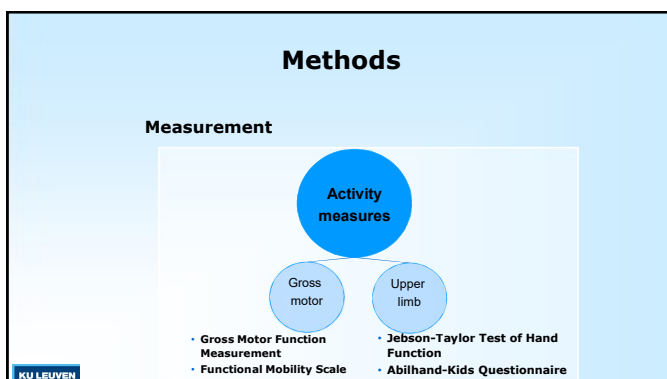 Methods
Measurement
Activity
measures
Gross
motor
Upper
limb
• Gross Motor Function
Measurement
• Functional Mobility Scale
• Jebson-Taylor Test of Hand
Function
• Abilhand-Kids Questionnaire
KU LEUVEN